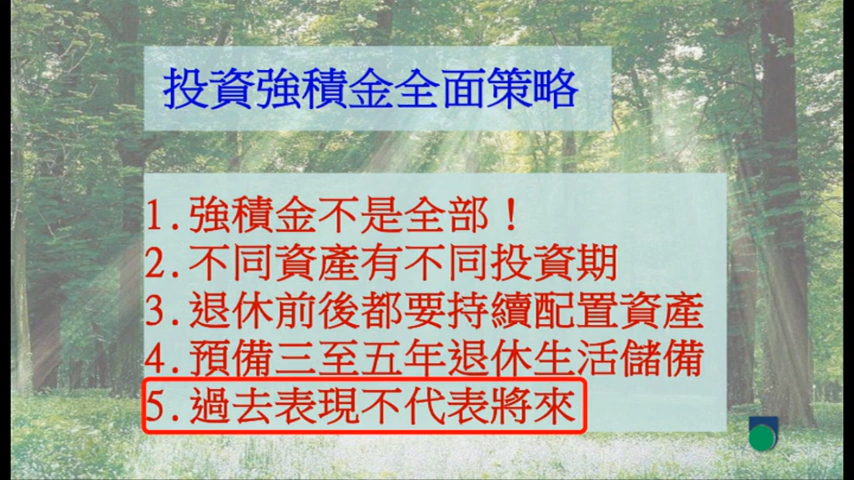 投資強積金全面策略
1.強積金不是全部！
2.不同資產有不同投資期
3.退休前後都要持續配置資產
4.預備三至五年退休生活儲備
5.過去表現不代表將來